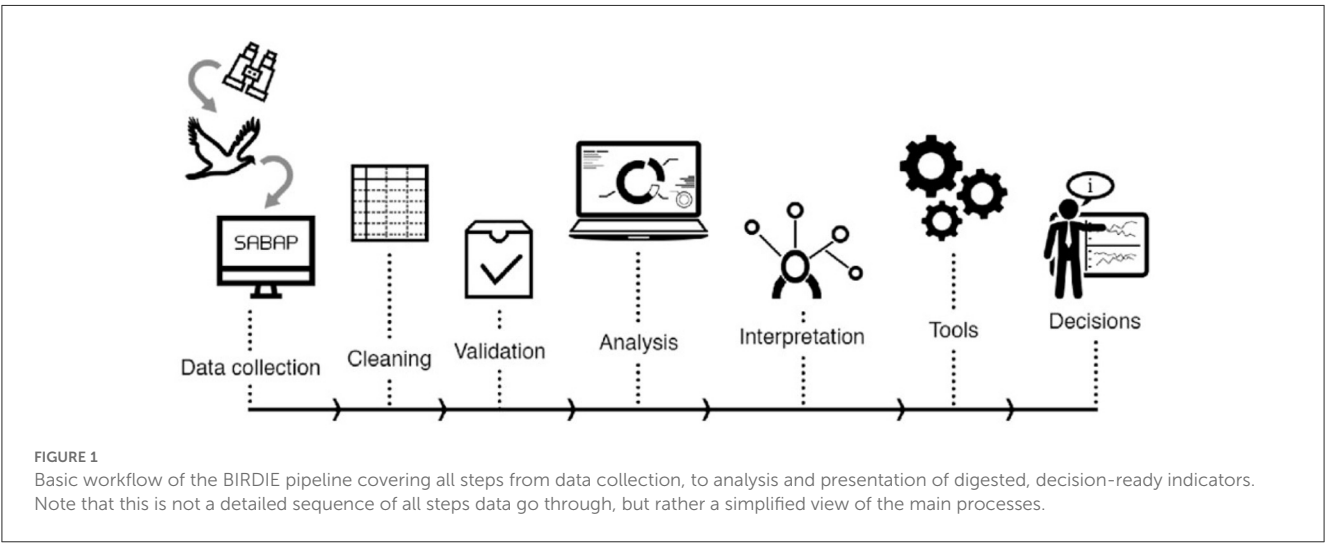 SABAP
i
Data collection
Cleaning
Validation
Analysis
Interpretation
Tools
Decisions
FIGURE 1
Basic workflow of the BIRDIE pipeline covering all steps from data collection, to analysis and presentation of digested, decision-ready indicators.
Note that this is not a detailed sequence of all steps data go through, but rather a simplified view of the main processes.